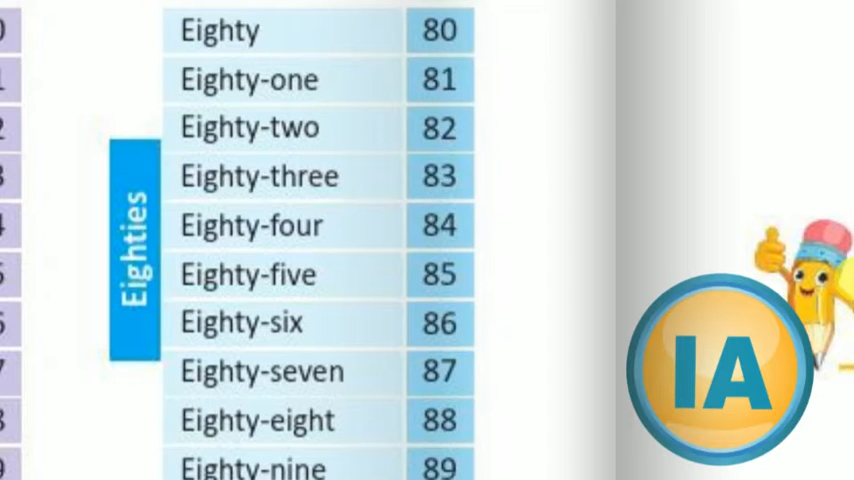 Eighty 80
Eighty-one 81
Eighty-two 82
Eighty-three 83
Eighty-four 84
Eighty-five 85
Eighty-six 86
Eighty-seven 87
Eighty-eight 88
Eighty-nine 89
Eighties
IA